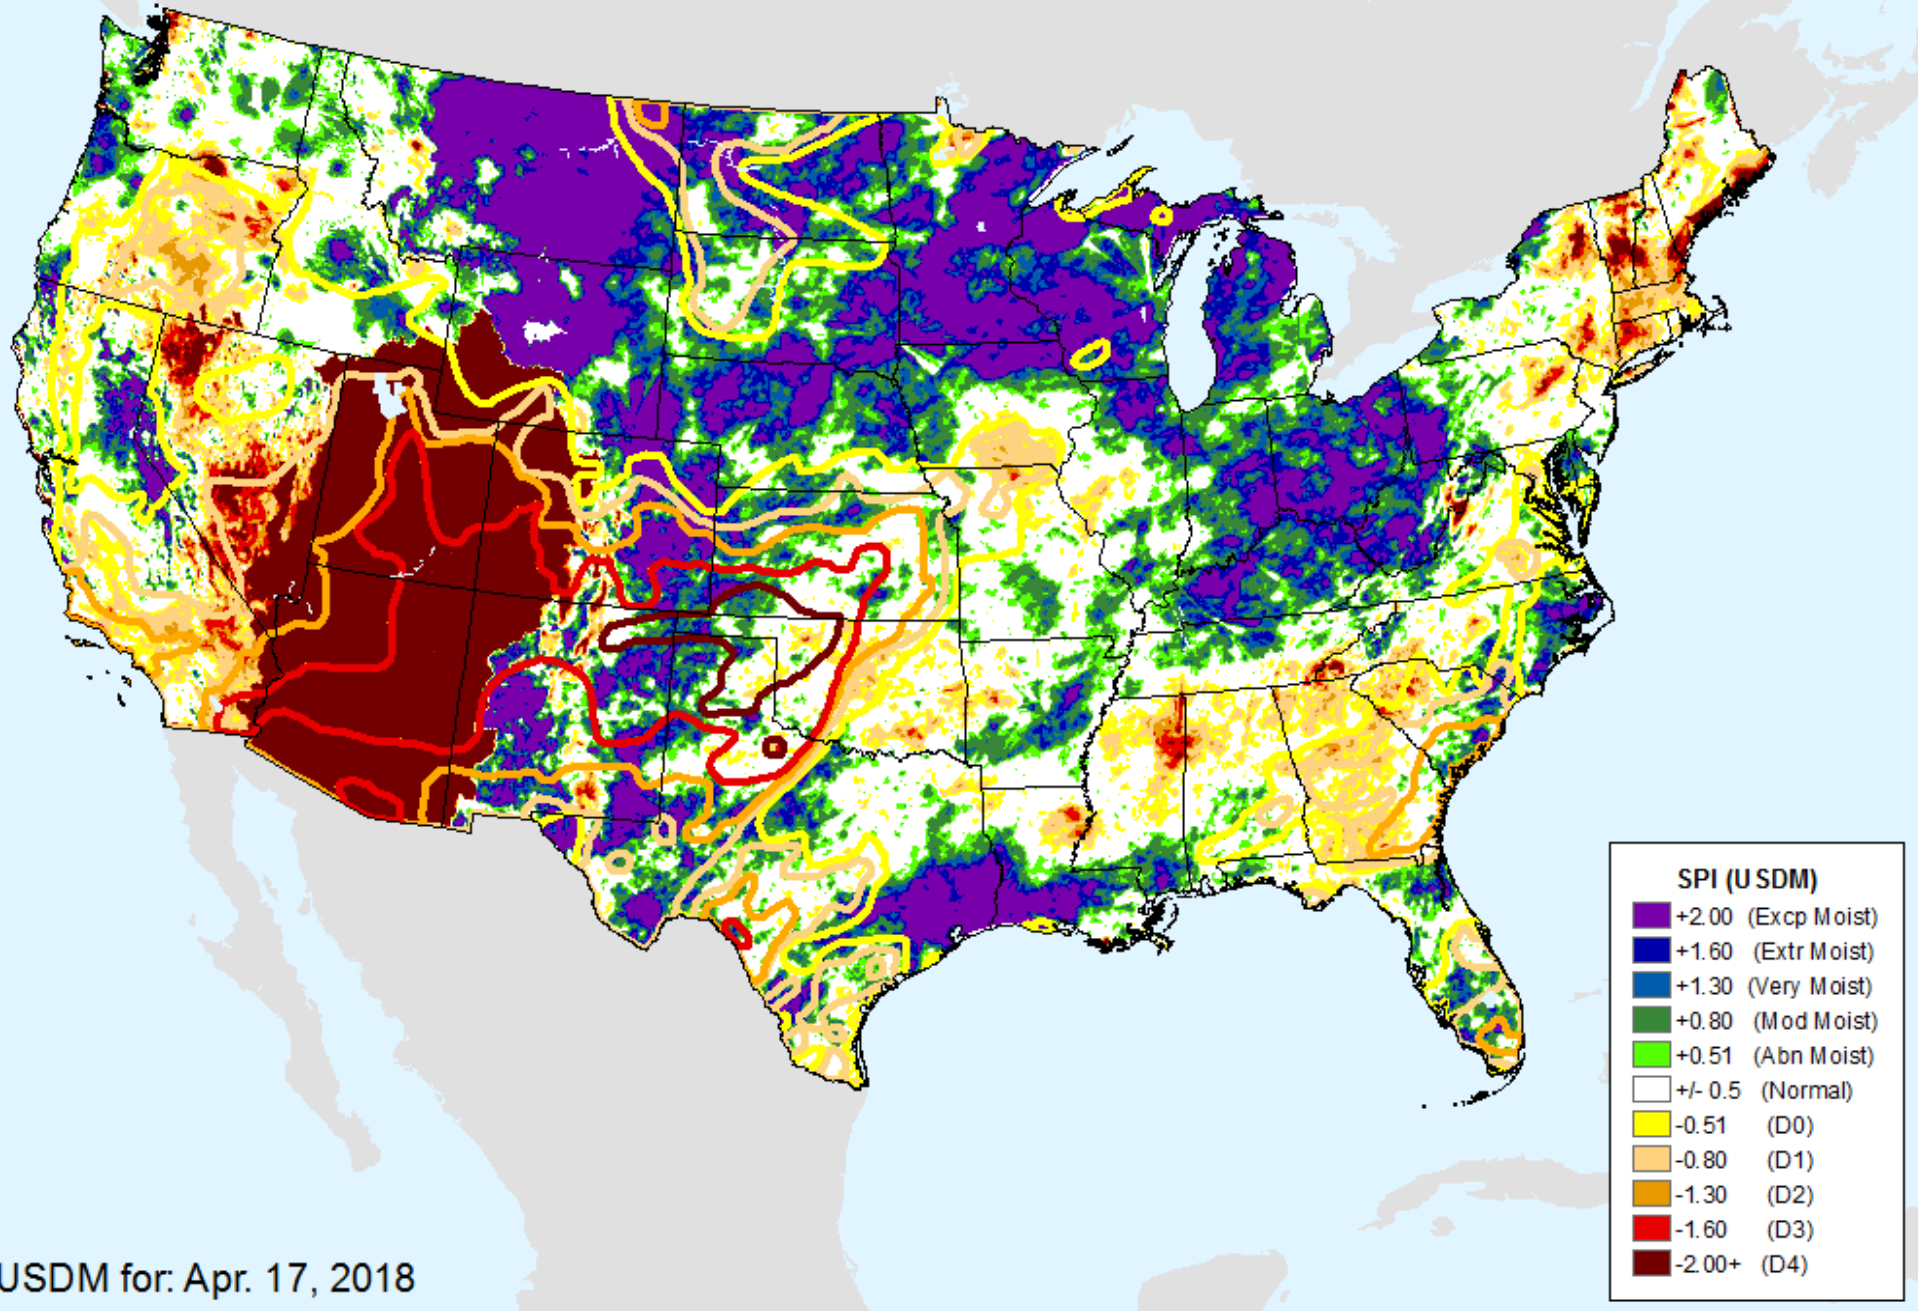 SPI (USDM)
+2.00 (Excp Moist)
+1.60 (Extr Moist)
+1.30 (Very Moist)
+0.80 (Mod Moist)
+0.51 (Abn Moist)
+/- 0.5 (Normal)
-0.51 (D0)
-0.80 (D1)
-1.30 (D2)
-1.60 (D3)
-2.00+ (D4)
USDM for: Apr. 17, 2018